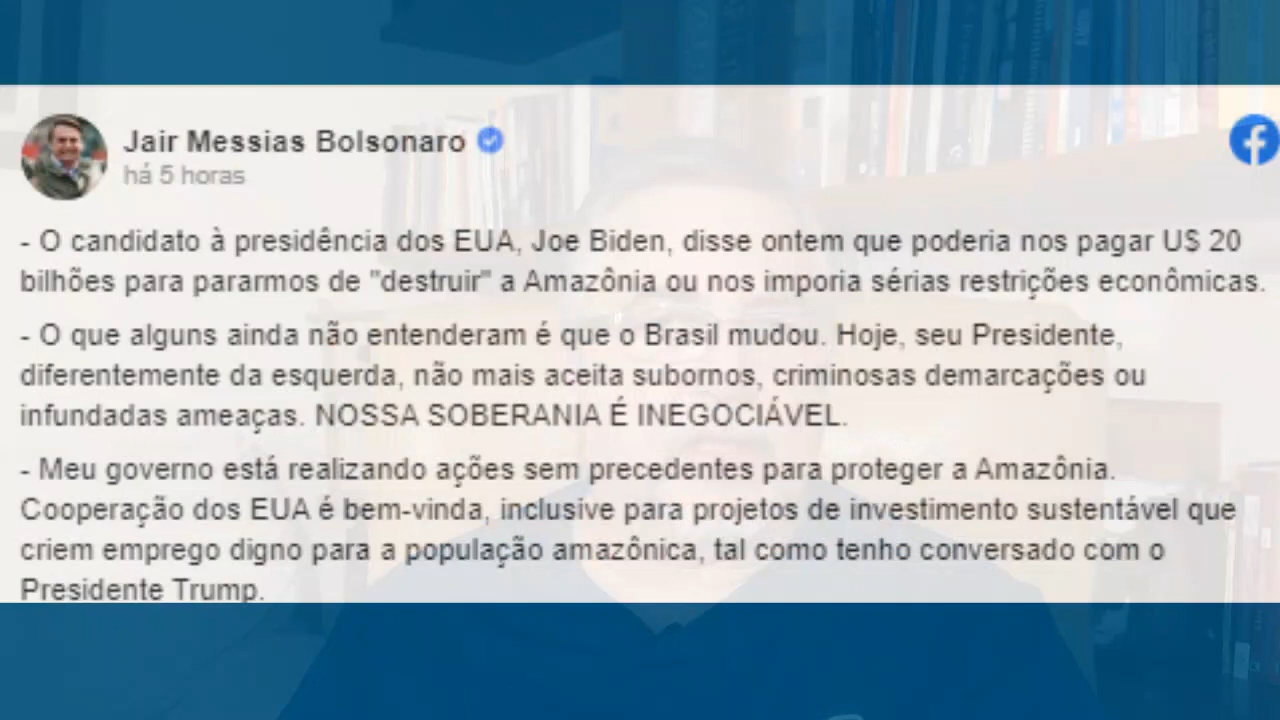 Jair Messias Bolsonaro
há 5 horas
- O candidato à presidência dos EUA, Joe Biden, disse ontem que poderia nos pagar U$ 20
bilhões para pararmos de "destruir" a Amazônia ou nos imporia sérias restrições econômicas.
- O que alguns ainda não entenderam é que o Brasil mudou. Hoje, seu Presidente,
diferentemente da esquerda, não mais aceita subornos, criminosas demarcações ou
infundadas ameaças. NOSSA SOBERANIA É INEGOCIÁVEL.
- Meu governo está realizando ações sem precedentes para proteger a Amazônia.
Cooperação dos EUA é bem-vinda, inclusive para projetos de investimento sustentável que
criem emprego digno para a população amazônica, tal como tenho conversado com o
Presidente Trump.